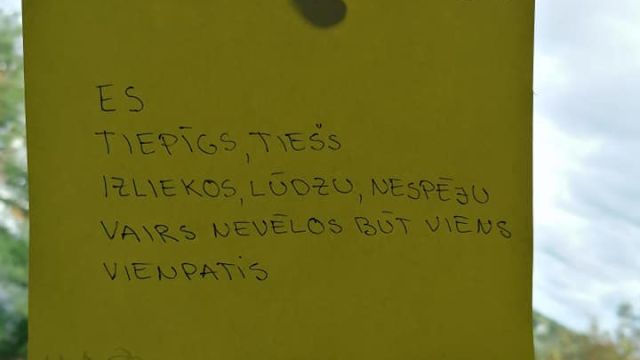 ES
TIEPĪGS, TIEŠS
IZLIEKOS, LŪDZU, NESPĒJU
VAIRS NEVĒLOS BŪT VIENS
VIENPATIS